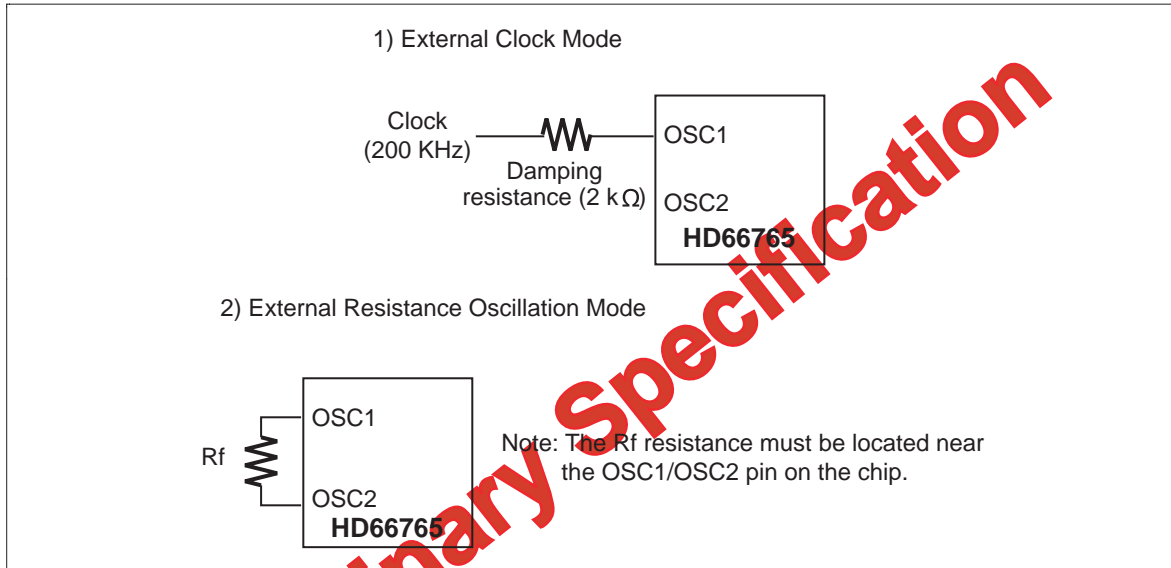 1) External Clock Mode
Clock
(200 KHz)
Damping
resistance (2 kΩ)
OSC1
OSC2
HD66765
2) External Resistance Oscillation Mode
Rf
OSC1
OSC2
HD66765
Note: The Rf resistance must be located near
the OSC1/OSC2 pin on the chip.
inary Specification